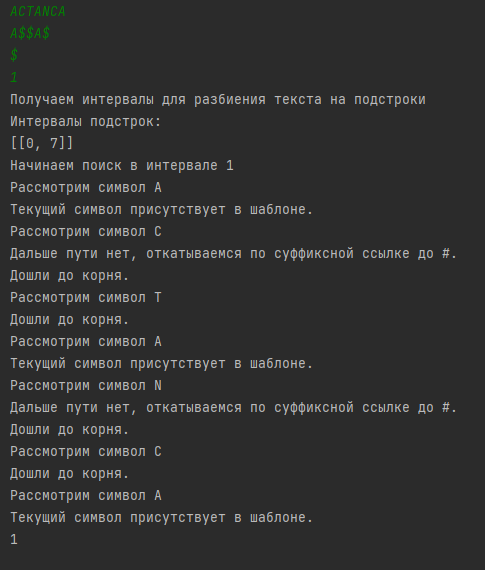 ACTANCA
A$$A$
$
1
Получаем интервалы для разбиения текста на подстроки
Интервалы подстрок:
[[0, 7]]
Начинаем поиск в интервале 1
Рассмотрим символ A
Текущий символ присутствует в шаблоне.
Рассмотрим символ C
Дальше пути нет, откатываемся по суффиксной ссылке до #.
Дошли до корня.
Рассмотрим символ T
Дошли до корня.
Рассмотрим символ A
Текущий символ присутствует в шаблоне.
Рассмотрим символ N
Дальше пути нет, откатываемся по суффиксной ссылке до #.
Дошли до корня.
Рассмотрим символ C
Дошли до корня.
Рассмотрим символ A
Текущий символ присутствует в шаблоне.
1